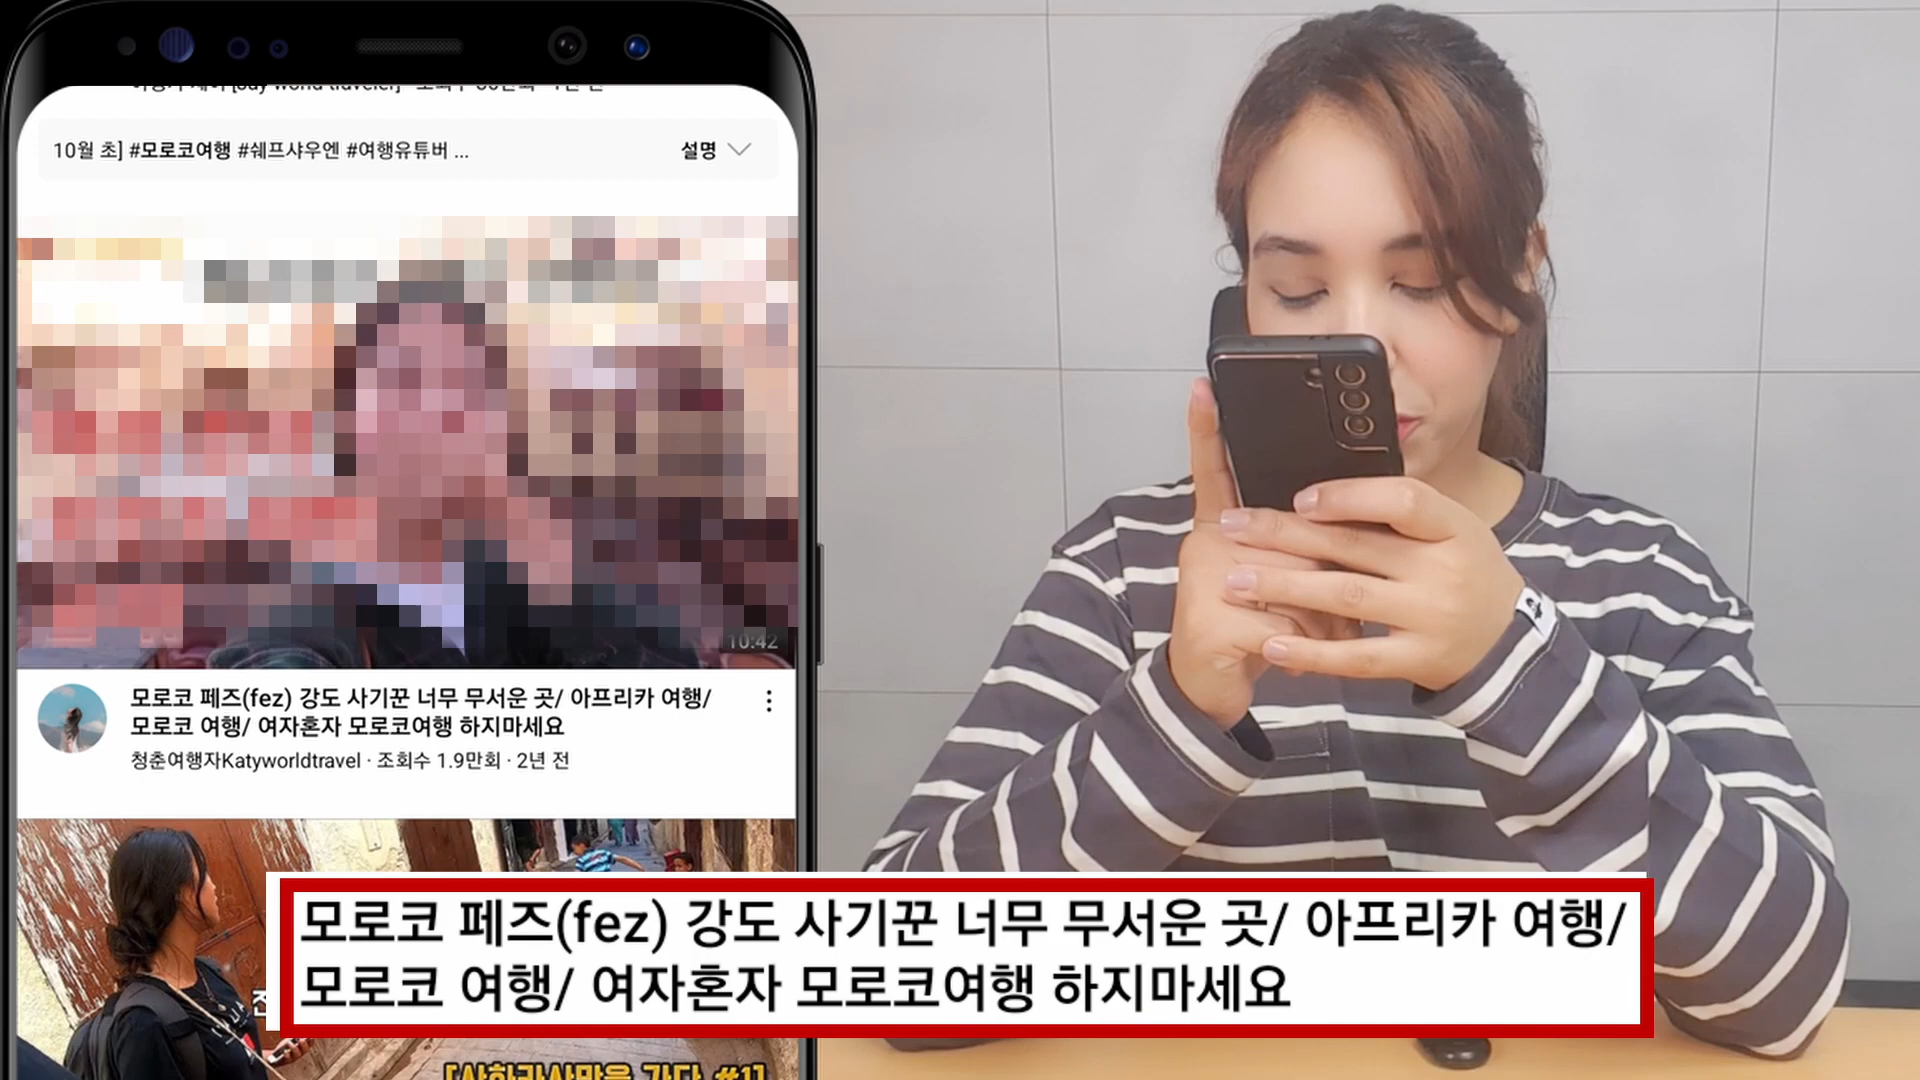 10월 초] #모로코여행 #쉐프샤우엔 #여행유튜버 ...
설명
10:42
모로코 페즈(fez) 강도 사기꾼 너무 무서운 곳/ 아프리카 여행/
모로코 여행/ 여자혼자 모로코여행 하지마세요
청춘여행자Katyworldtravel · 조회수 1.9만회 · 2년 전
모로코 페즈(fez) 강도 사기꾼 너무 무서운 곳/ 아프리카 여행/
모로코 여행/ 여자혼자 모로코여행 하지마세요